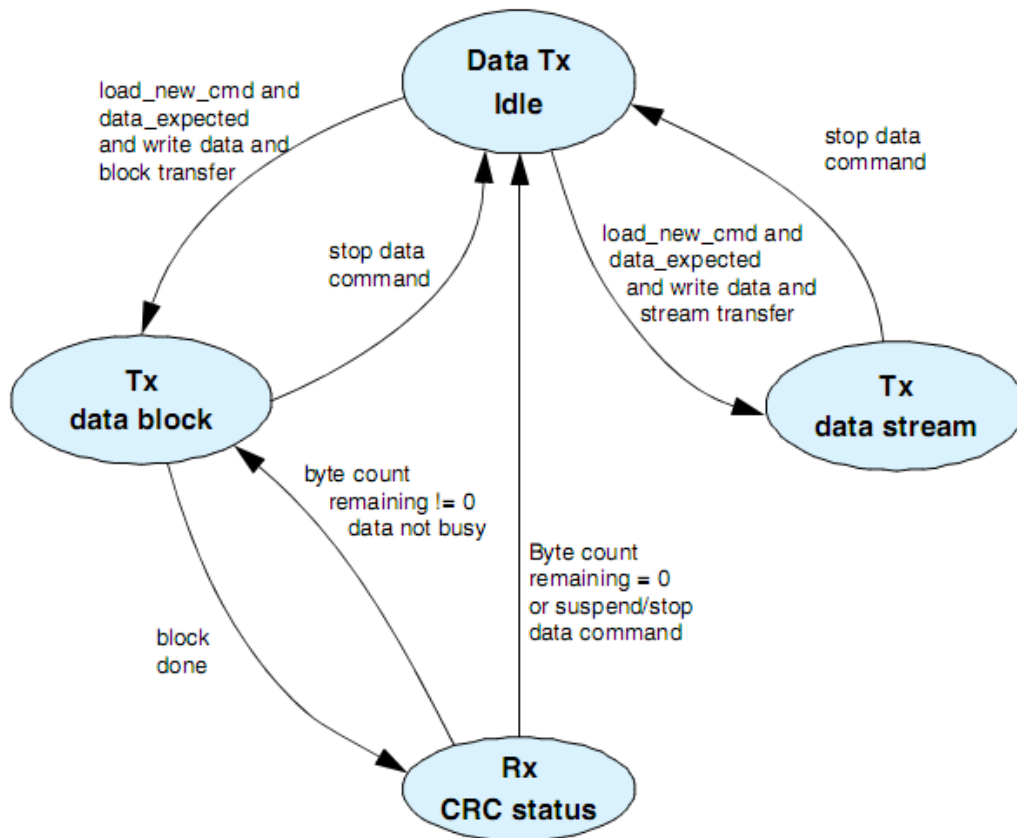 Data Tx
Idle
load_new_cmd and
data_expected
and write data and
block transfer
stop data
command
stop data
command
load_new_cmd and
data_expected
and write data and
stream transfer
Tx
data block
Tx
data stream
byte count
remaining != 0
data not busy
Byte count
remaining = 0
or suspend/stop
data command
block
done
Rx
CRC status